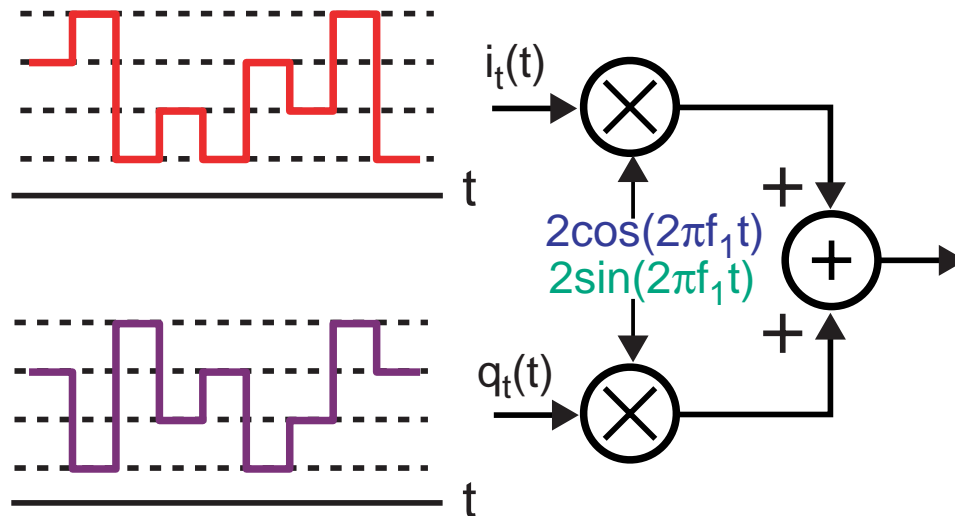 t
i_t(t)
+
2cos(2πf_1t)
2sin(2πf_1t)
+
+
q_t(t)
t